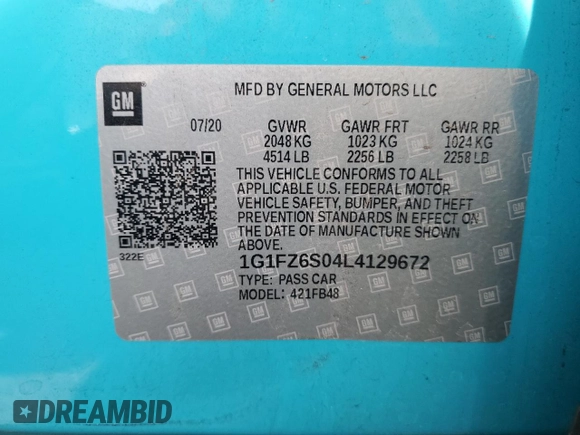 GM
MFD BY GENERAL MOTORS LLC
07/20 GVWR GAWR FRT GAWR RR
2048 KG 1023 KG 1024 KG
4514 LB 2256 LB 2258 LB
THIS VEHICLE CONFORMS TO ALL
APPLICABLE U.S. FEDERAL MOTOR
VEHICLE SAFETY, BUMPER, AND THEFT
PREVENTION STANDARDS IN EFFECT ON
THE DATE OF MANUFACTURE SHOWN
ABOVE.
322E
1G1FZ6S04L4129672
TYPE: PASS CAR
MODEL: 421FB48
DREAMBID